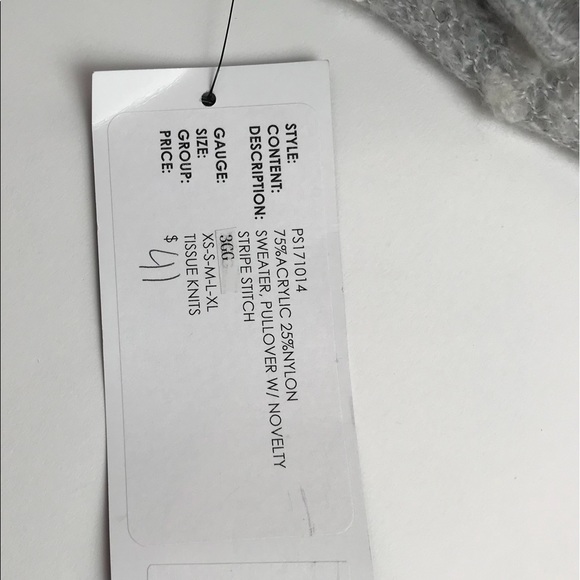 STYLE: PS171014
CONTENT: 75%ACRYLIC 25%NYLON
DESCRIPTION: SWEATER, PULLOVER W/ NOVELTY
STRIPE STITCH
GAUGE: 3GG
SIZE: XS-S-M-L-XL
GROUP: TISSUE KNITS
PRICE: $ 41